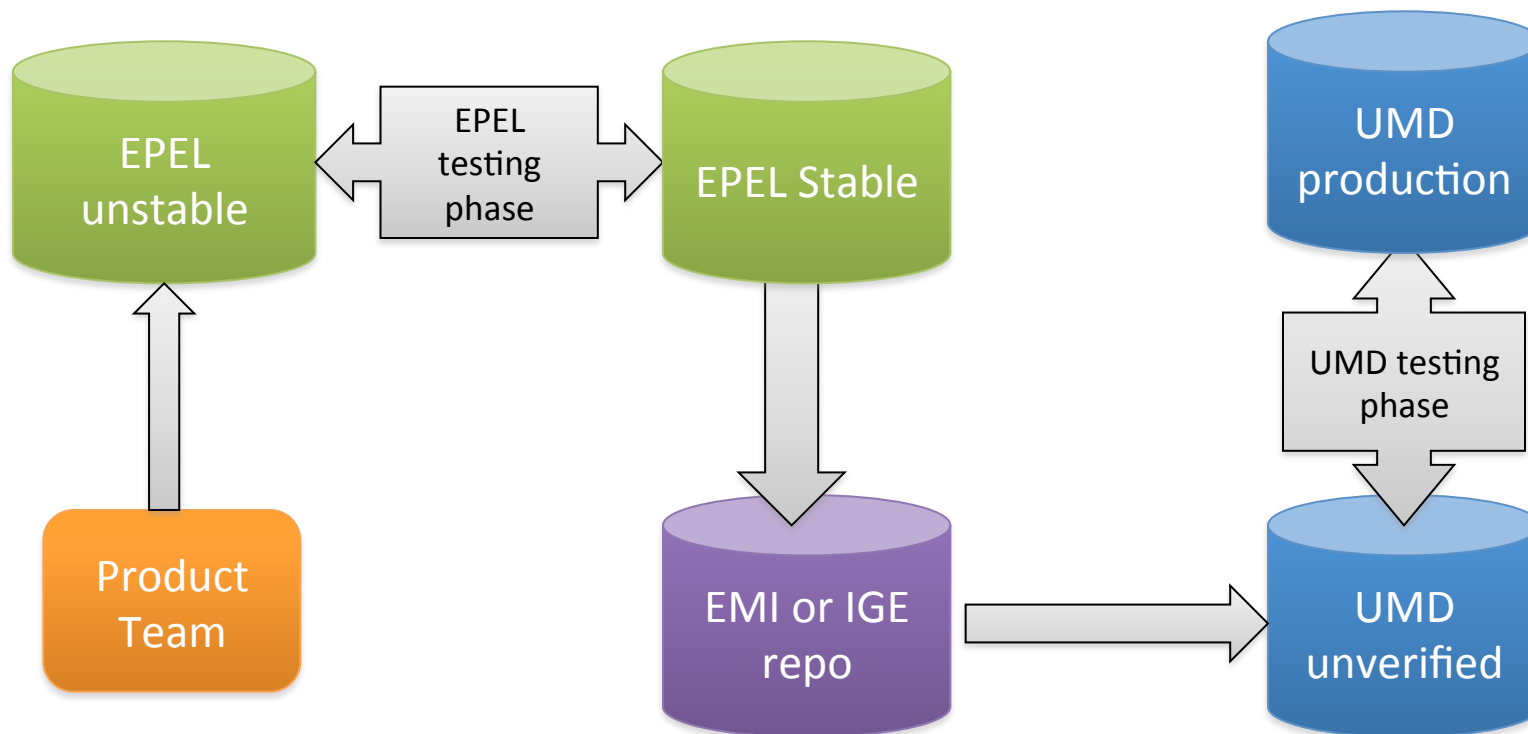 EPEL
unstable
EPEL
testing
phase
EPEL Stable
UMD
production
UMD testing
phase
Product
Team
EMI or IGE
repo
UMD
unverified